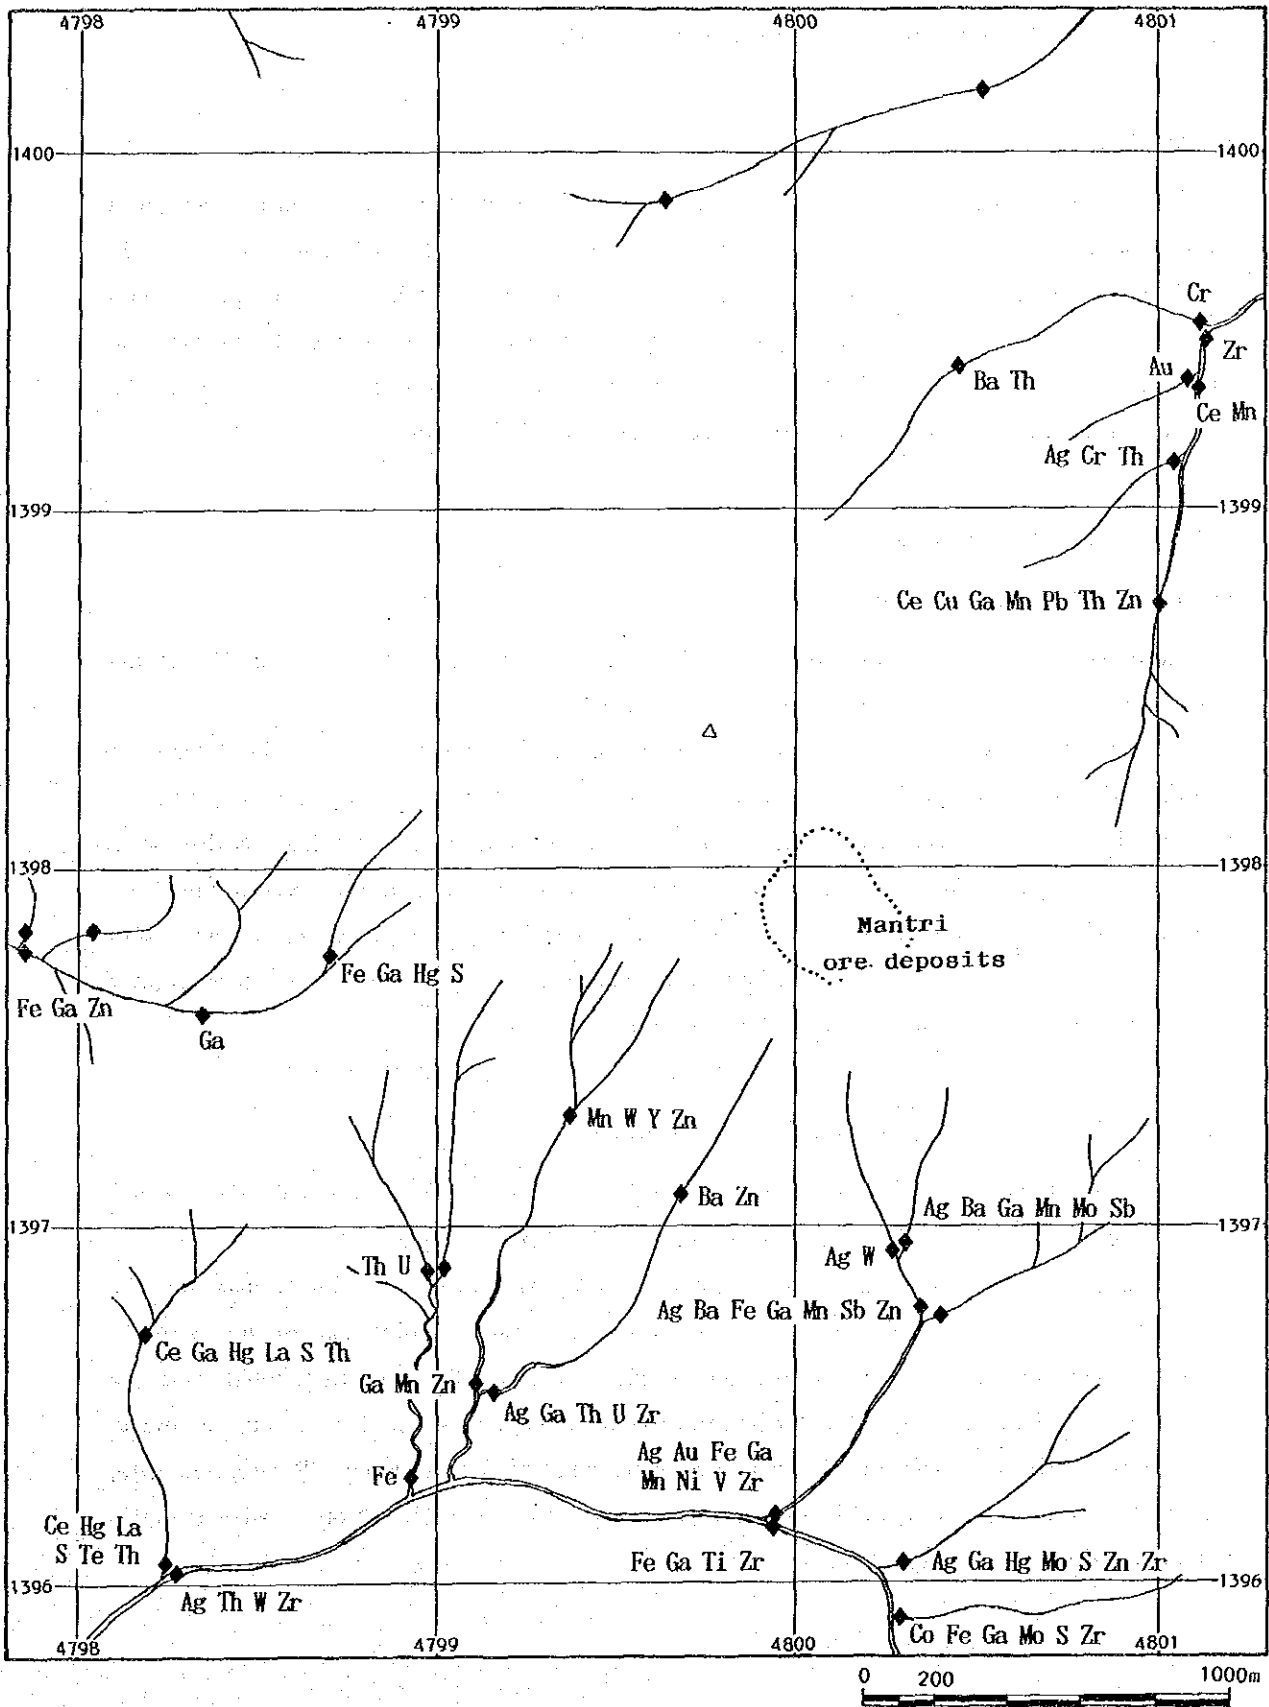 4798 4799 4800 4801
1400 1400
Cr
Zr
Au
Ba Th
Ce Mn
Ag Cr Th
1399 1399
Ce Cu Ga Mn Pb Th Zn
1398 1398
Mantri
ore deposits
Fe Ga Hg S
Fe Ga Zn
Ga
Mn W Y Zn
Ba Zn
Ag Ba Ga Mn Mo Sb
1397 1397
Ag W
Th U
Ag Ba Fe Ga Mn Sb Zn
Ce Ga Hg La S Th
Ga Mn Zn
Ag Ga Th U Zr
Ag Au Fe Ga
Mn Ni V Zr
Fe
Ce Hg La
S Te Th
Fe Ga Ti Zr
Ag Ga Hg Mo S Zn Zr
1396 1396
Ag Th W Zr
Co Fe Ga Mo S Zr
4798 4799 4800 4801
0 200 1000m